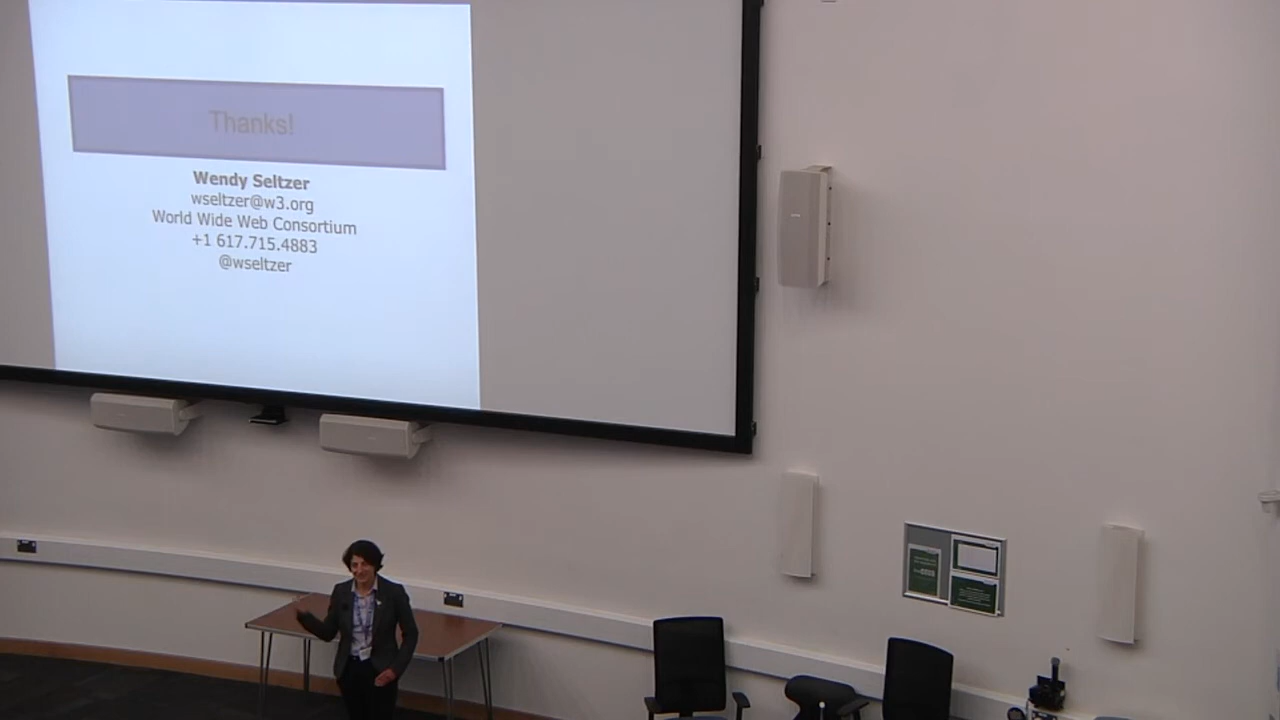 Thanks!
Wendy Seltzer
wseltzer@w3.org
World Wide Web Consortium
+1 617.715.4883
@wseltzer